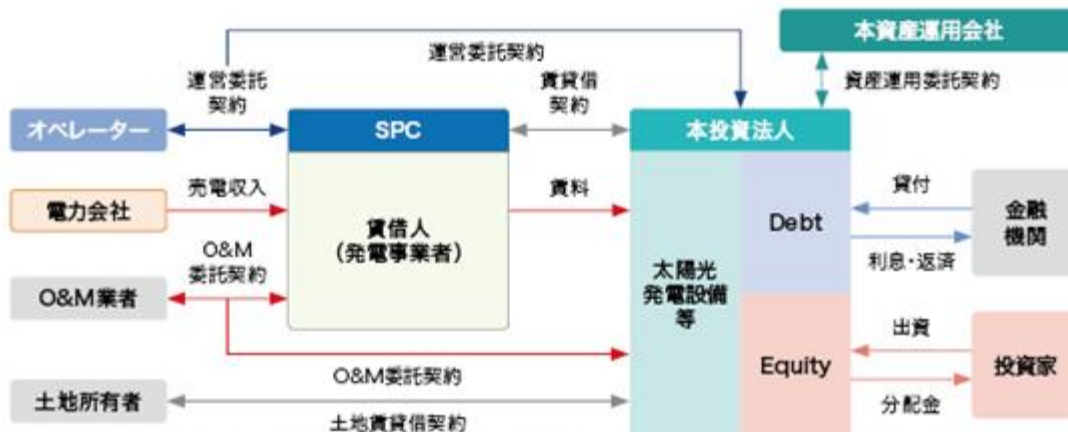 本資産運用会社
運営委託契約
運営委託
契約
賃貸借
契約
資産運用委託契約
オペレーター
SPC
本投資法人
売電収入
賃料
貸付
電力会社
賃借人
(発電事業者)
Debt
金融
機関
O&M
委託契約
利息・返済
太陽光
発電設備
等
O&M業者
出資
Equity
投資家
O&M委託契約
分配金
土地所有者
土地賃貸借契約